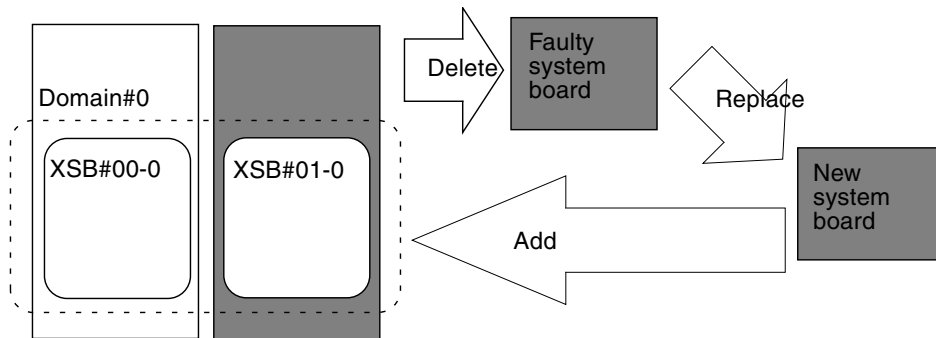 Domain#0
XSB#00-0
XSB#01-0
Delete
Faulty
system
board
Replace
New
system
board
Add